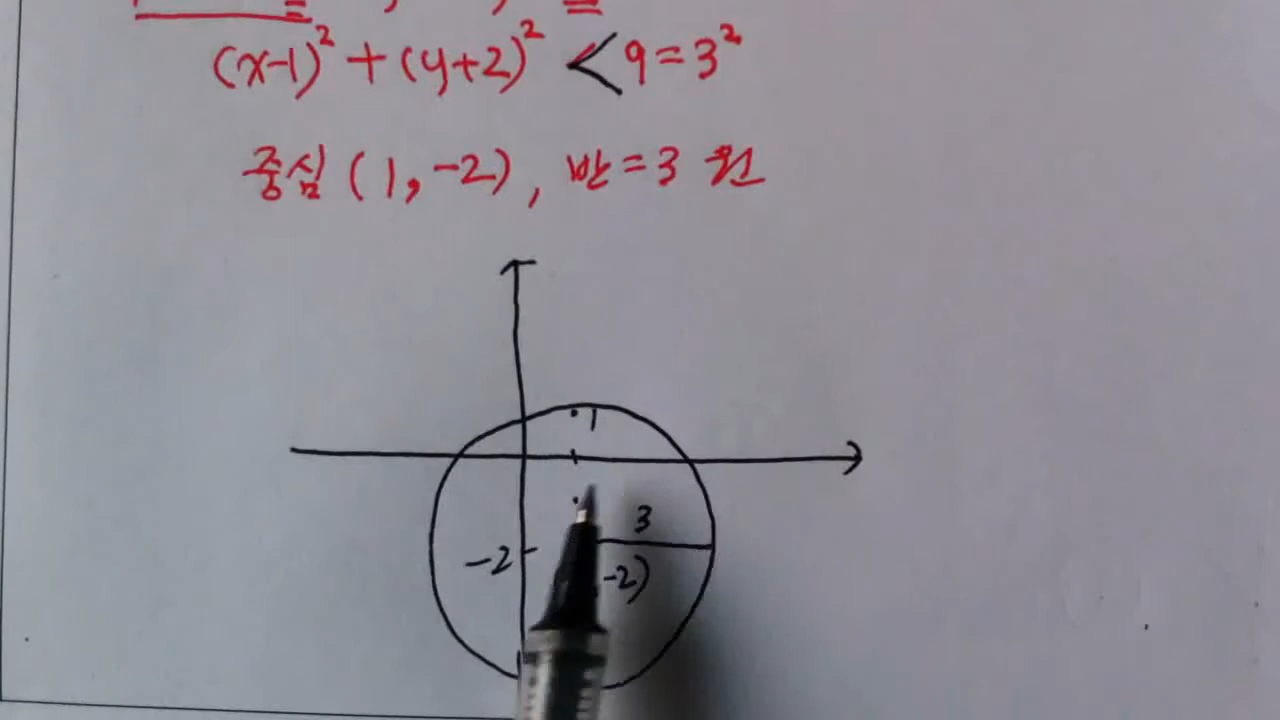 (x-1)² + (y+2)² < 9 = 3²
중심 (1, -2), 반 = 3 원
1
3
-2
-2)